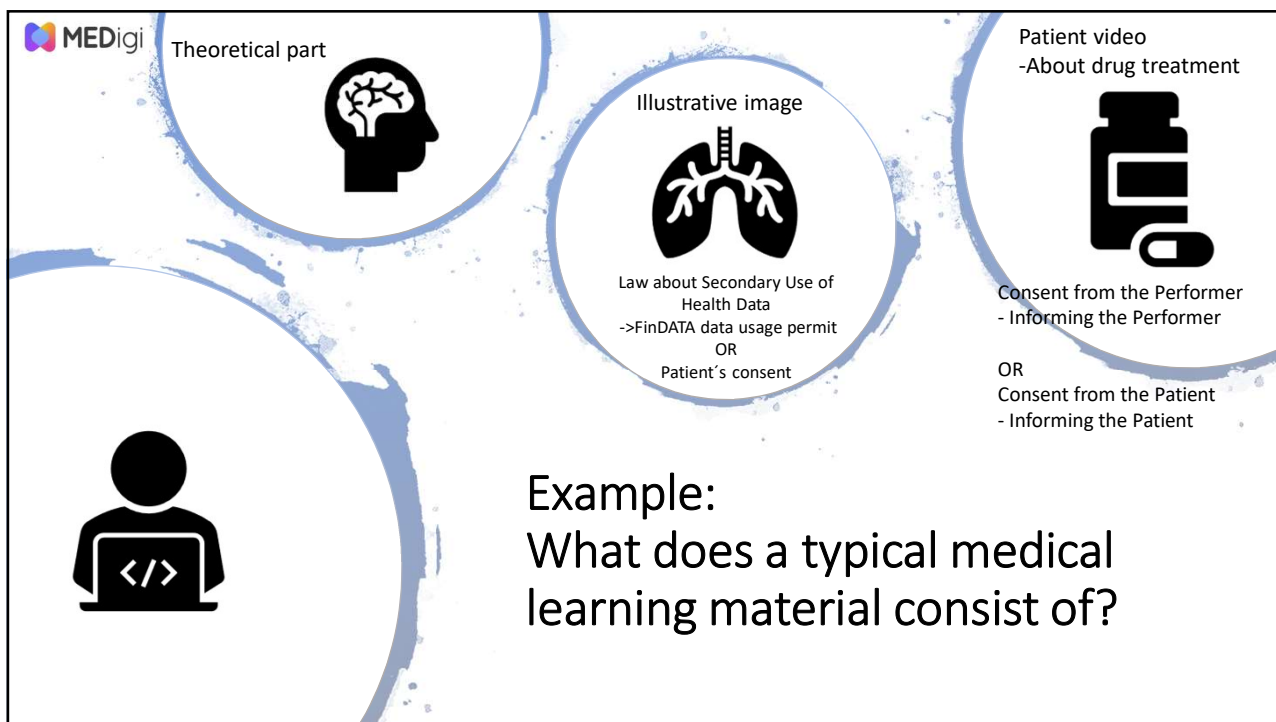 MEDigi
Theoretical part
Illustrative image
Law about Secondary Use of
Health Data
->FinDATA data usage permit
OR
Patient´s consent
Patient video
-About drug treatment
Consent from the Performer
- Informing the Performer
OR
Consent from the Patient
- Informing the Patient
</>
Example:
What does a typical medical
learning material consist of?